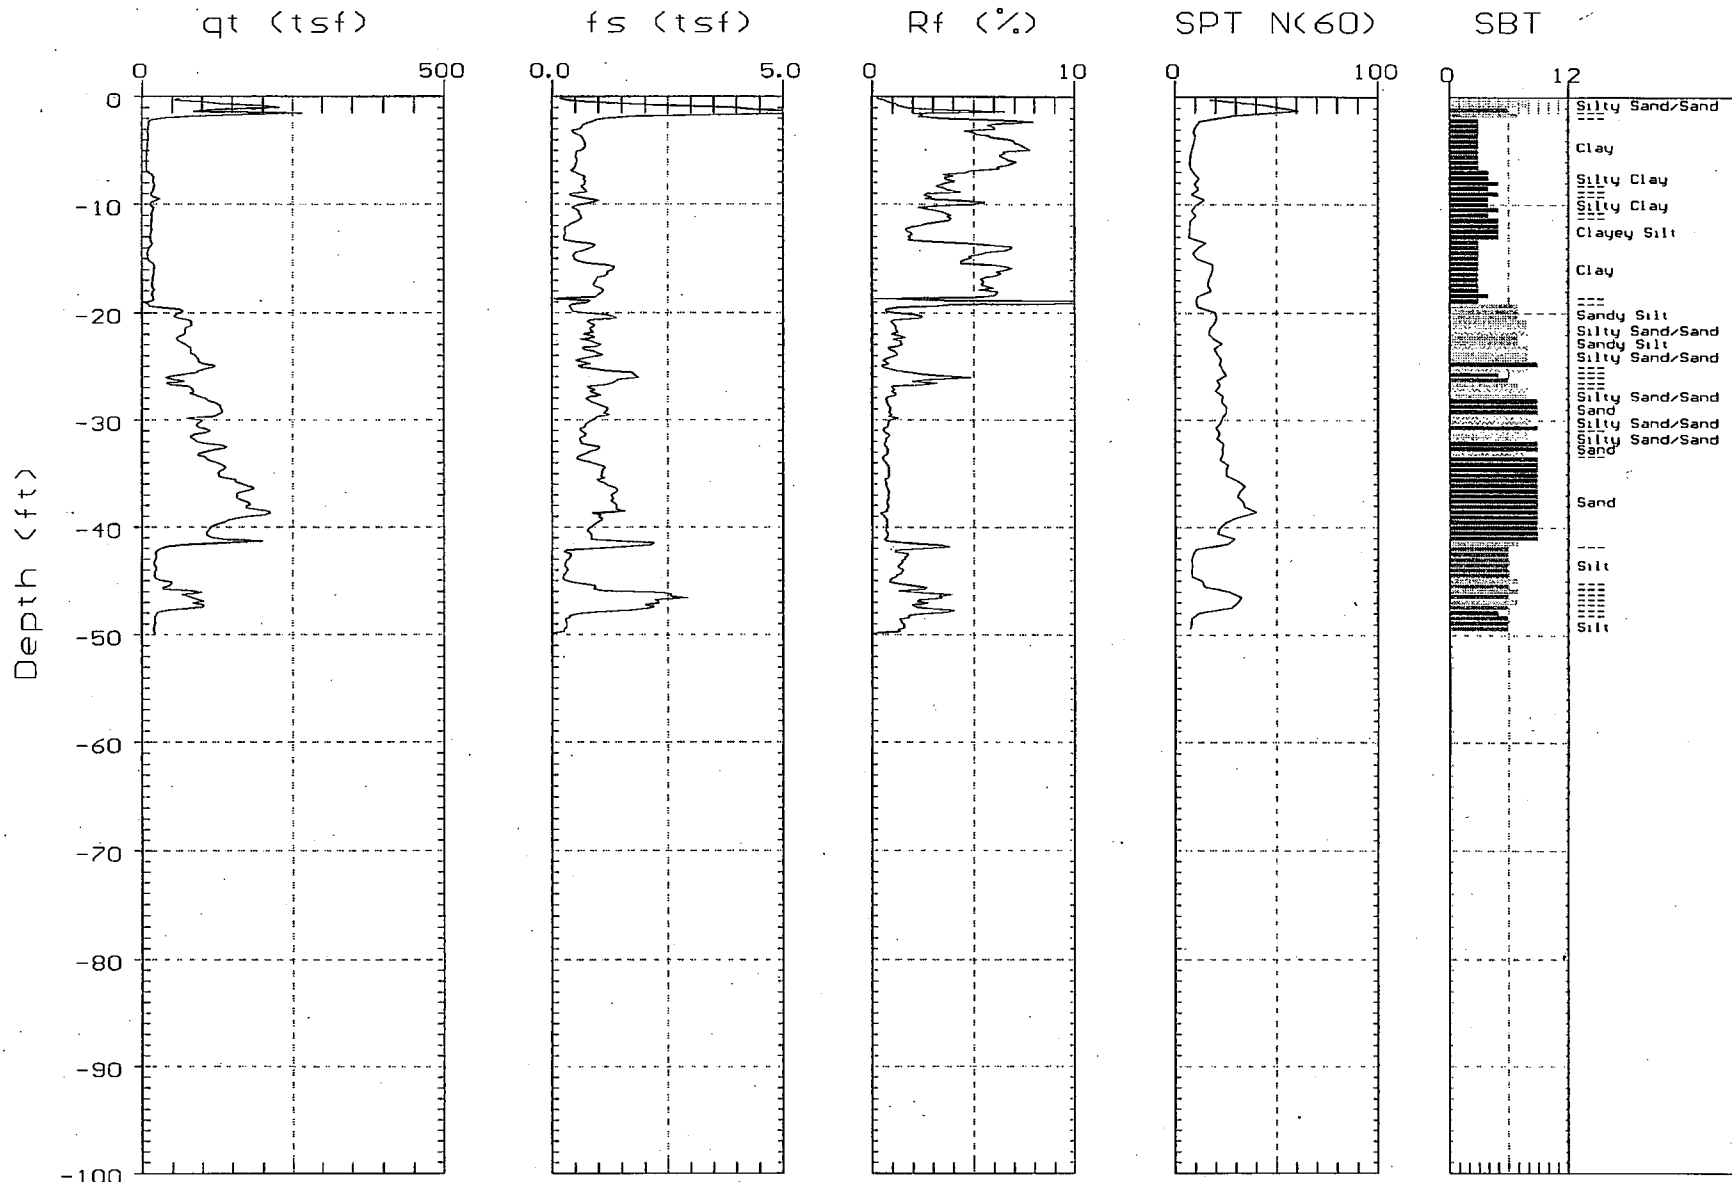 qt (tsf) fs (tsf) Rf (%) SPT N(60) SBT
0 500 0.0 5.0 0 10 0 100 0 12
0
-10
-20
-30
-40
-50
-60
-70
-80
-90
-100
Depth (ft)
Silty Sand/Sand
---
Clay
Silty Clay
---
---
Silty Clay
---
---
Clayey Silt
Clay
---
Sandy Silt
Silty Sand/Sand
Sandy Silt
Silty Sand/Sand
---
---
---
---
---
Silty Sand/Sand
Sand
Silty Sand/Sand
---
Silty Sand/Sand
Sand
---
Sand
---
Silt
---
---
---
---
---
---
---
Silt